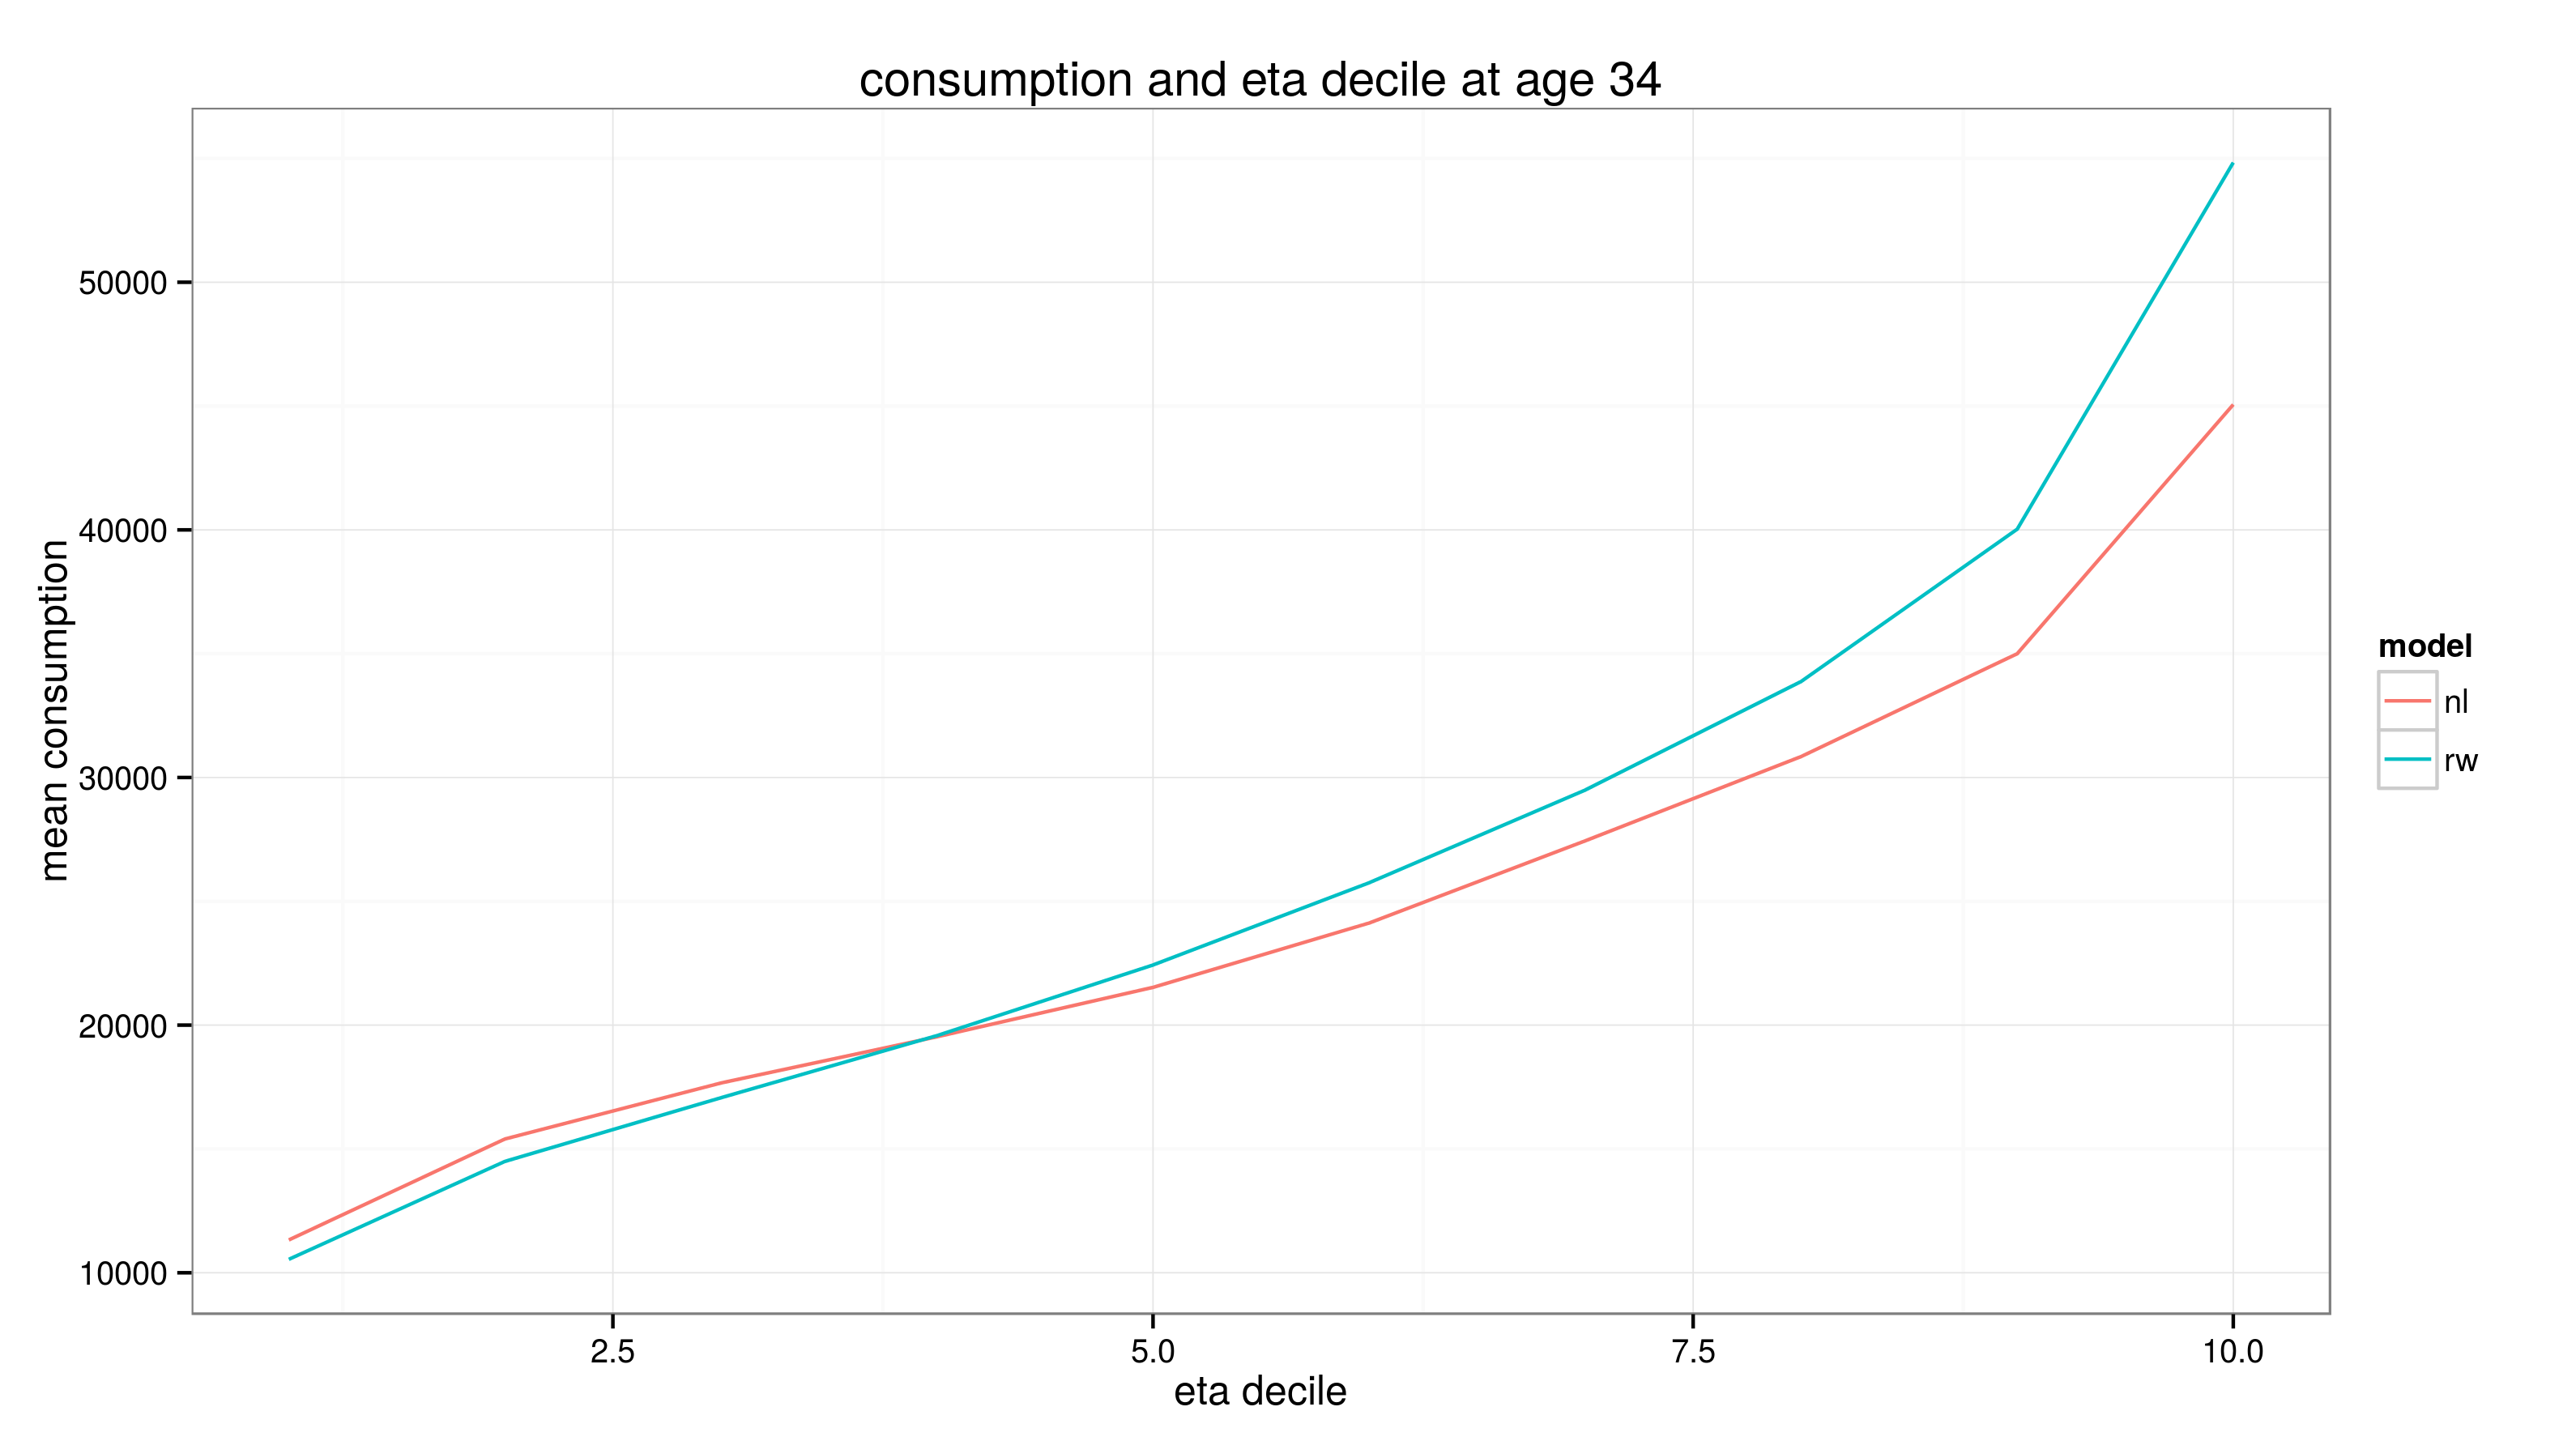 consumption and eta decile at age 34
mean consumption
50000
40000
30000
20000
10000
2.5
5.0
7.5
10.0
eta decile
model
nl
rw